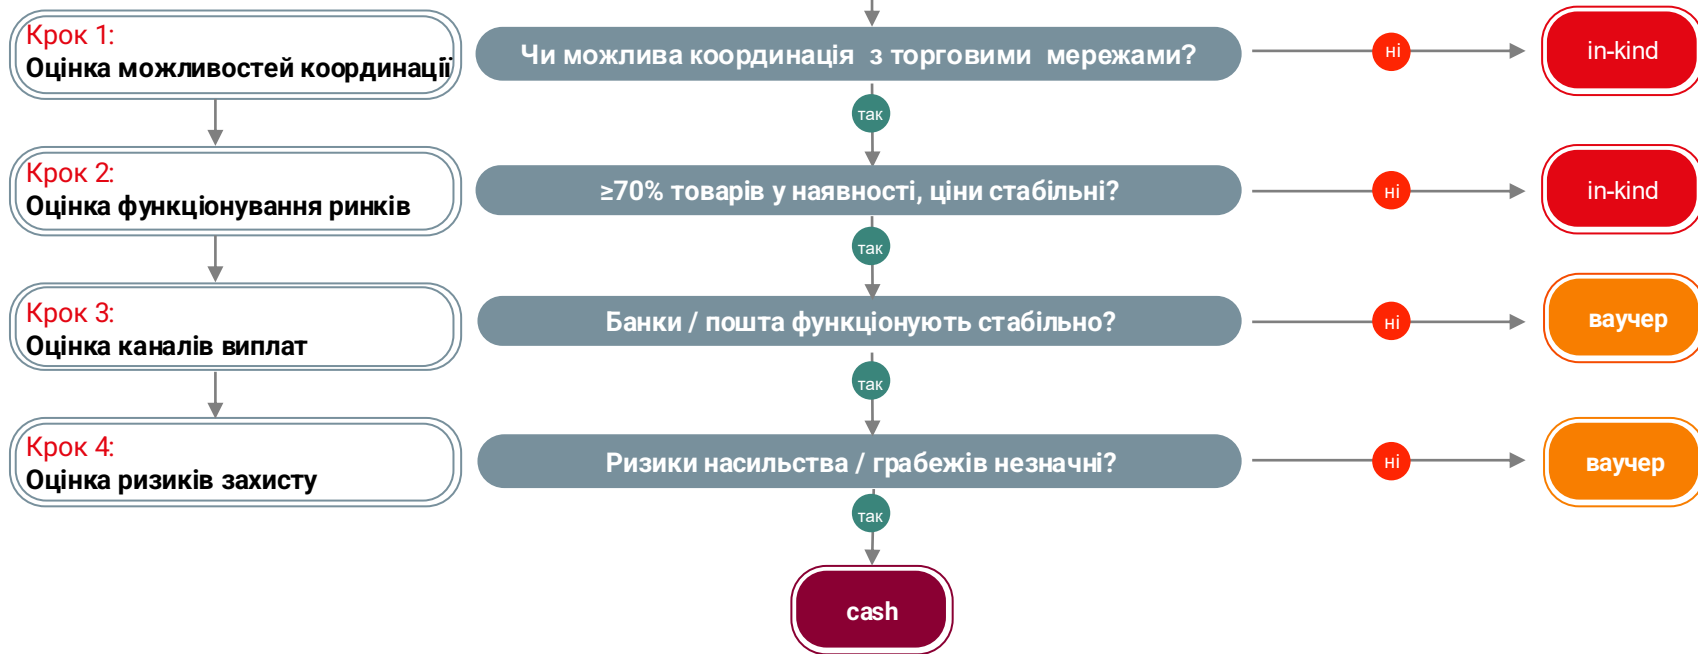 Крок 1:
Оцінка можливостей координації
Чи можлива координація з торговими мережами?
ні
in-kind
так
Крок 2:
Оцінка функціонування ринків
≥70% товарів у наявності, ціни стабільні?
ні
in-kind
так
Крок 3:
Оцінка каналів виплат
Банки / пошта функціонують стабільно?
ні
ваучер
так
Крок 4:
Оцінка ризиків захисту
Ризики насильства / грабежів незначні?
ні
ваучер
так
cash